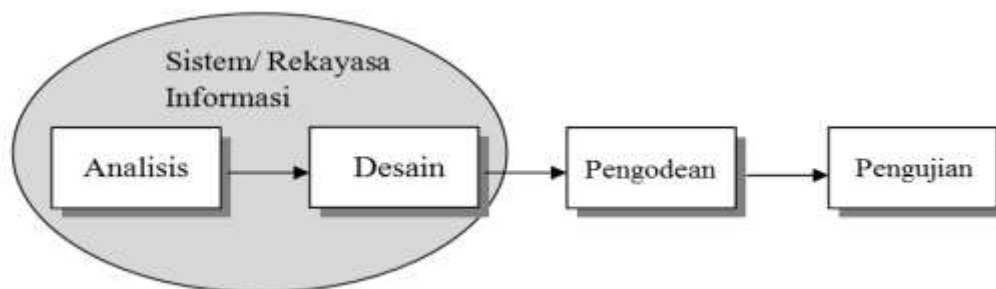 Sistem/ Rekayasa
Informasi
Analisis
Desain
Pengodean
Pengujian